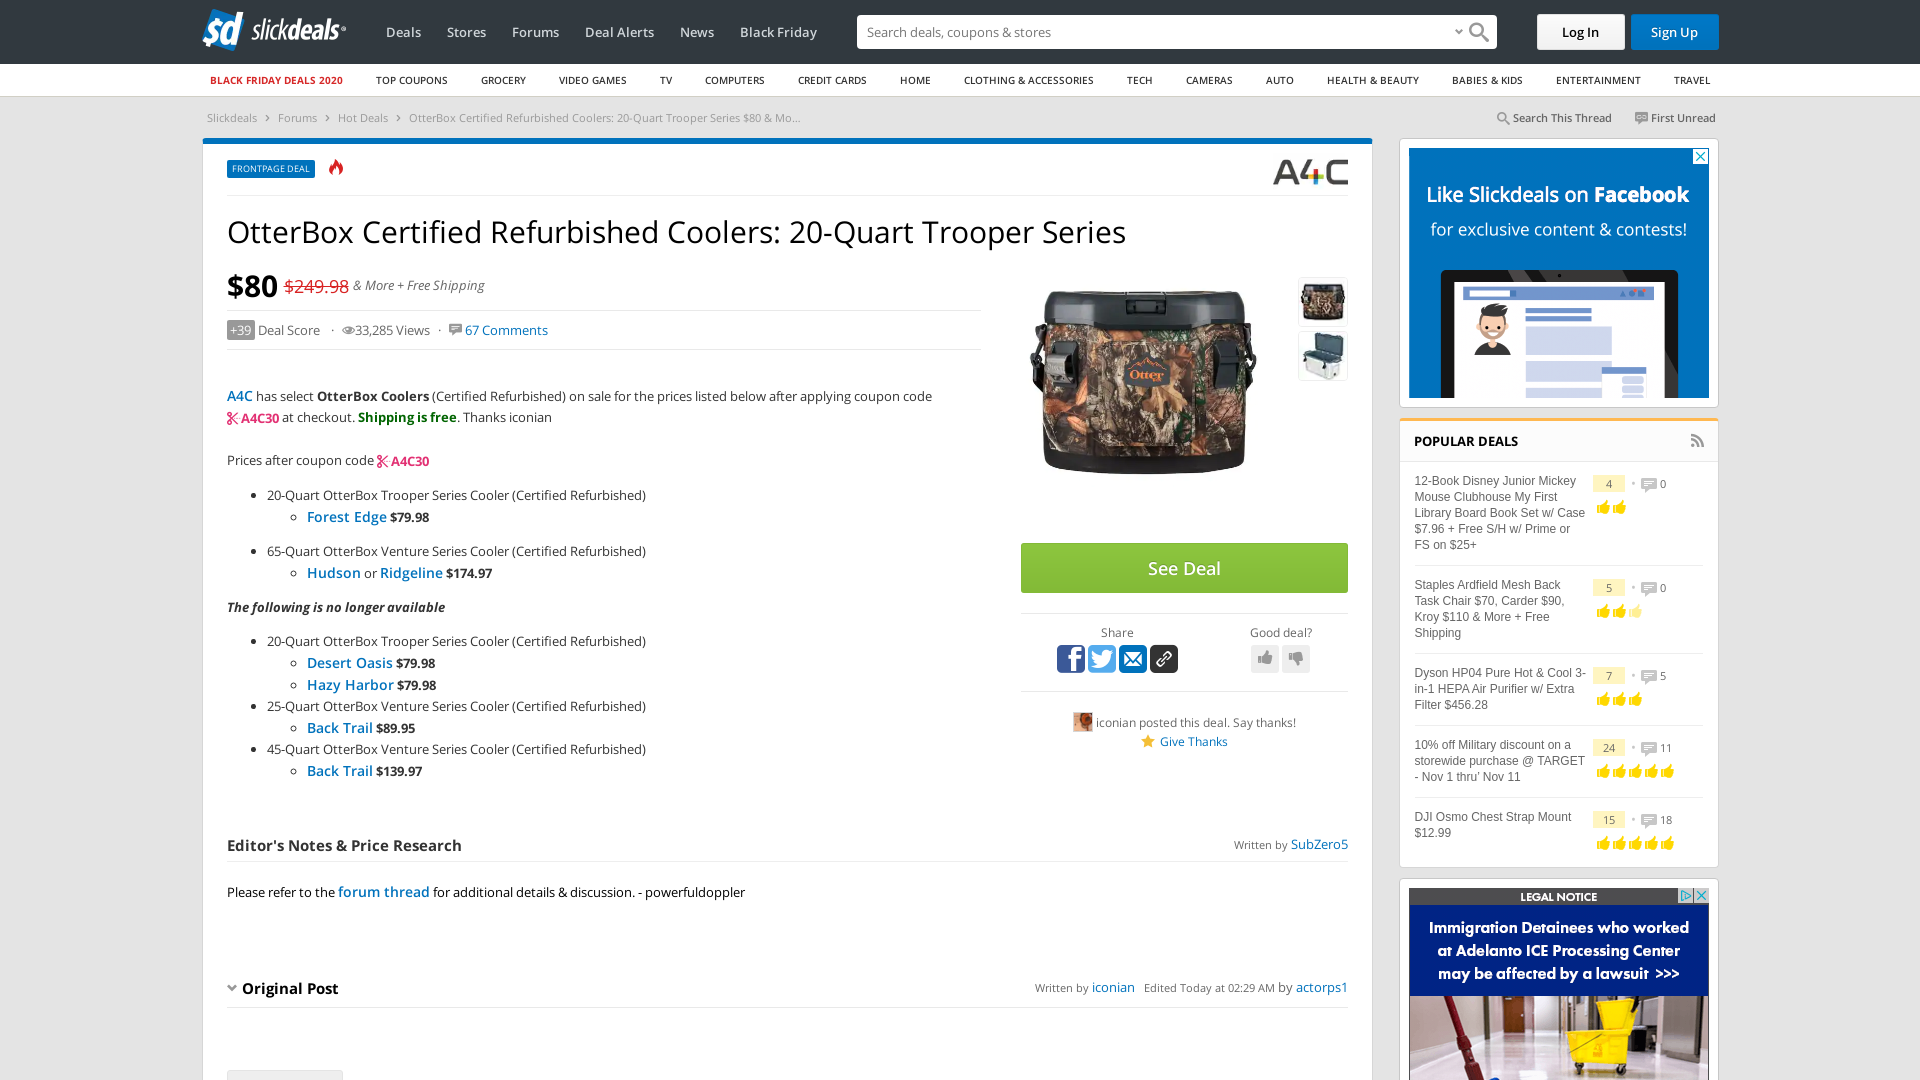 sd slickdeals
Deals Stores Forums Deal Alerts News Black Friday
Search deals, coupons & stores
Log In
Sign Up
BLACK FRIDAY DEALS 2020 TOP COUPONS GROCERY VIDEO GAMES TV COMPUTERS CREDIT CARDS HOME CLOTHING & ACCESSORIES TECH CAMERAS AUTO HEALTH & BEAUTY BABIES & KIDS ENTERTAINMENT TRAVEL
Slickdeals › Forums › Hot Deals › OtterBox Certified Refurbished Coolers: 20-Quart Trooper Series $80 & Mo...
Search This Thread First Unread
FRONTPAGE DEAL
A4C
OtterBox Certified Refurbished Coolers: 20-Quart Trooper Series
$80 $249.98 & More + Free Shipping
+39 Deal Score · 33,285 Views · 67 Comments
A4C has select OtterBox Coolers (Certified Refurbished) on sale for the prices listed below after applying coupon code
A4C30 at checkout. Shipping is free. Thanks iconian
Prices after coupon code A4C30
20-Quart OtterBox Trooper Series Cooler (Certified Refurbished)
Forest Edge $79.98
65-Quart OtterBox Venture Series Cooler (Certified Refurbished)
Hudson or Ridgeline $174.97
The following is no longer available
20-Quart OtterBox Trooper Series Cooler (Certified Refurbished)
Desert Oasis $79.98
Hazy Harbor $79.98
25-Quart OtterBox Venture Series Cooler (Certified Refurbished)
Back Trail $89.95
45-Quart OtterBox Venture Series Cooler (Certified Refurbished)
Back Trail $139.97
Otter
See Deal
Share
Good deal?
iconian posted this deal. Say thanks!
Give Thanks
Editor's Notes & Price Research
Written by SubZero5
Please refer to the forum thread for additional details & discussion. - powerfuldoppler
Original Post
Written by iconian Edited Today at 02:29 AM by actorps1
Like Slickdeals on Facebook
for exclusive content & contests!
POPULAR DEALS
12-Book Disney Junior Mickey
Mouse Clubhouse My First
Library Board Book Set w/ Case
$7.96 + Free S/H w/ Prime or
FS on $25+
4 • 0
Staples Ardfield Mesh Back
Task Chair $70, Carder $90,
Kroy $110 & More + Free
Shipping
5 • 0
Dyson HP04 Pure Hot & Cool 3-
in-1 HEPA Air Purifier w/ Extra
Filter $456.28
7 • 5
10% off Military discount on a
storewide purchase @ TARGET
- Nov 1 thru’ Nov 11
24 • 11
DJI Osmo Chest Strap Mount
$12.99
15 • 18
LEGAL NOTICE
Immigration Detainees who worked
at Adelanto ICE Processing Center
may be affected by a lawsuit >>>